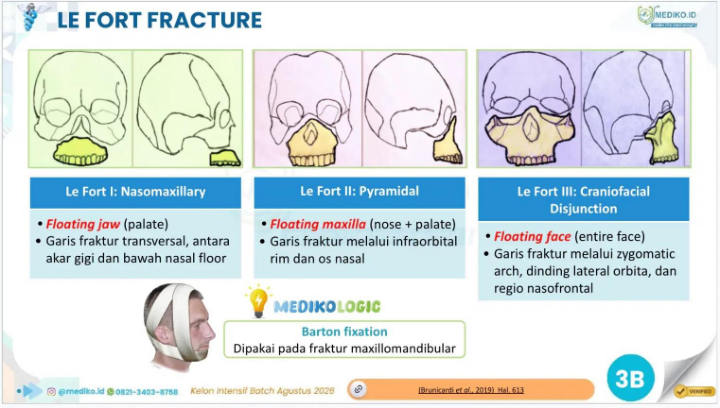 LE FORT FRACTURE
MEDIKO.ID
Le Fort I: Nasomaxillary
• Floating jaw (palate)
• Garis fraktur transversal, antara
akar gigi dan bawah nasal floor
Le Fort II: Pyramidal
• Floating maxilla (nose + palate)
• Garis fraktur melalui infraorbital
rim dan os nasal
Le Fort III: Craniofacial
Disjunction
• Floating face (entire face)
• Garis fraktur melalui zygomatic
arch, dinding lateral orbita, dan
regio nasofrontal
MEDIKOLOGIC
Barton fixation
Dipakai pada fraktur maxillomandibular
3B
@mediko.id 0821-3403-8758 Kelon Intensif Batch Agustus 2026
(Brunicardi et al., 2019) Hal. 613
VERIFIED